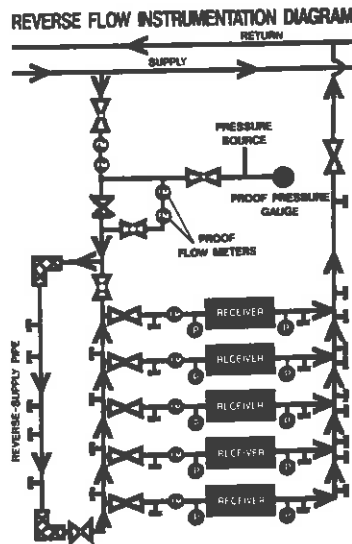 REVERSE FLOW INSTRUMENTATION DIAGRAM
RETURN
SUPPLY
PRESSURE
SOURCE
PROOF PRESSURE
GAUGE
PROOF
FLOW METERS
REVERSE-SUPPLY PIPE
RECEIVER
P
P
RECEIVER
P
P
RECEIVER
P
P
RECEIVER
P
P
RECEIVER
P
P